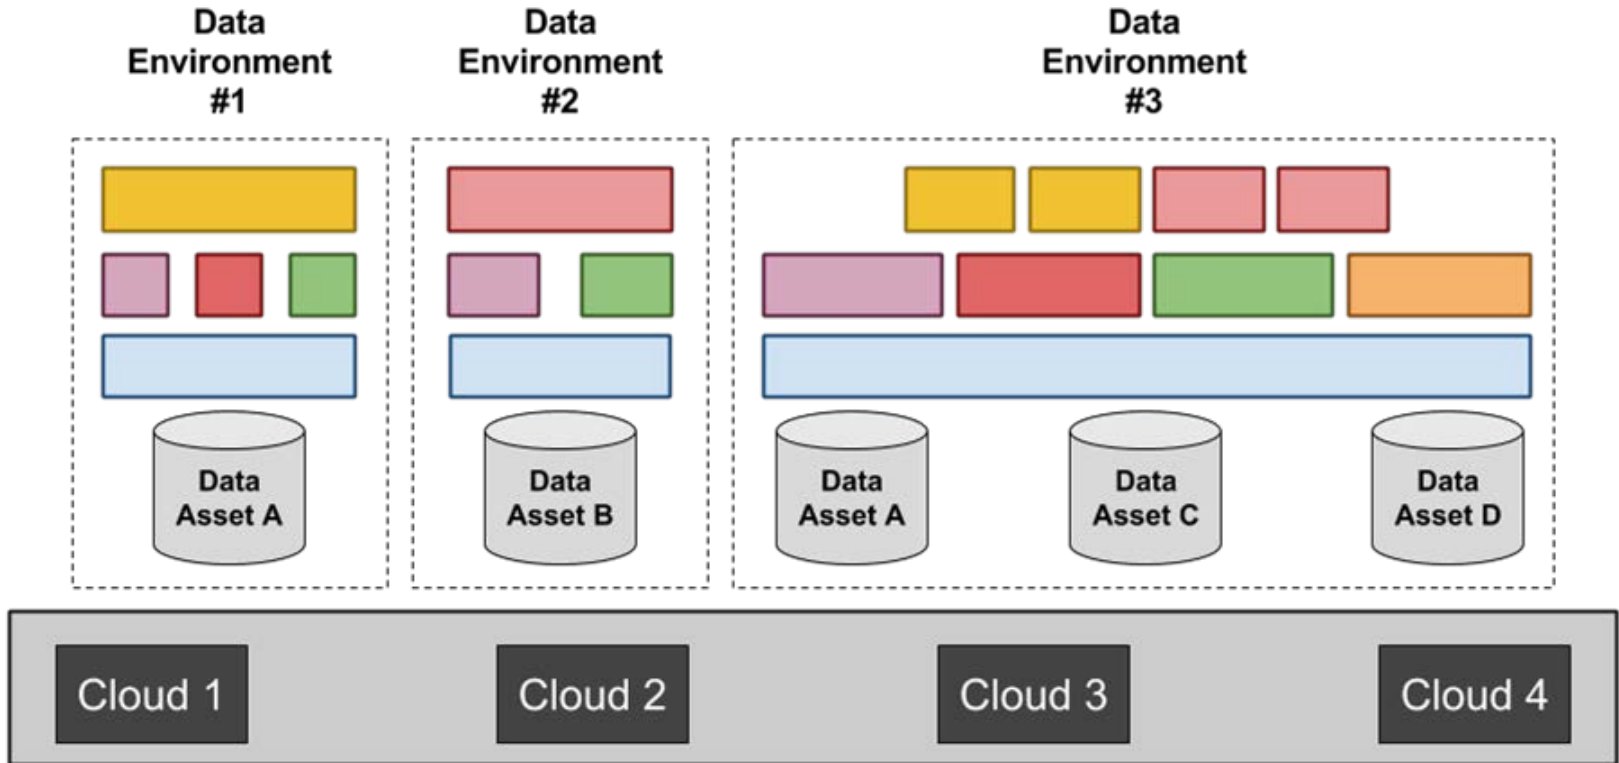 Data
Environment
#1
Data
Environment
#2
Data
Environment
#3
Data
Asset A
Data
Asset B
Data
Asset A
Data
Asset C
Data
Asset D
Cloud 1
Cloud 2
Cloud 3
Cloud 4